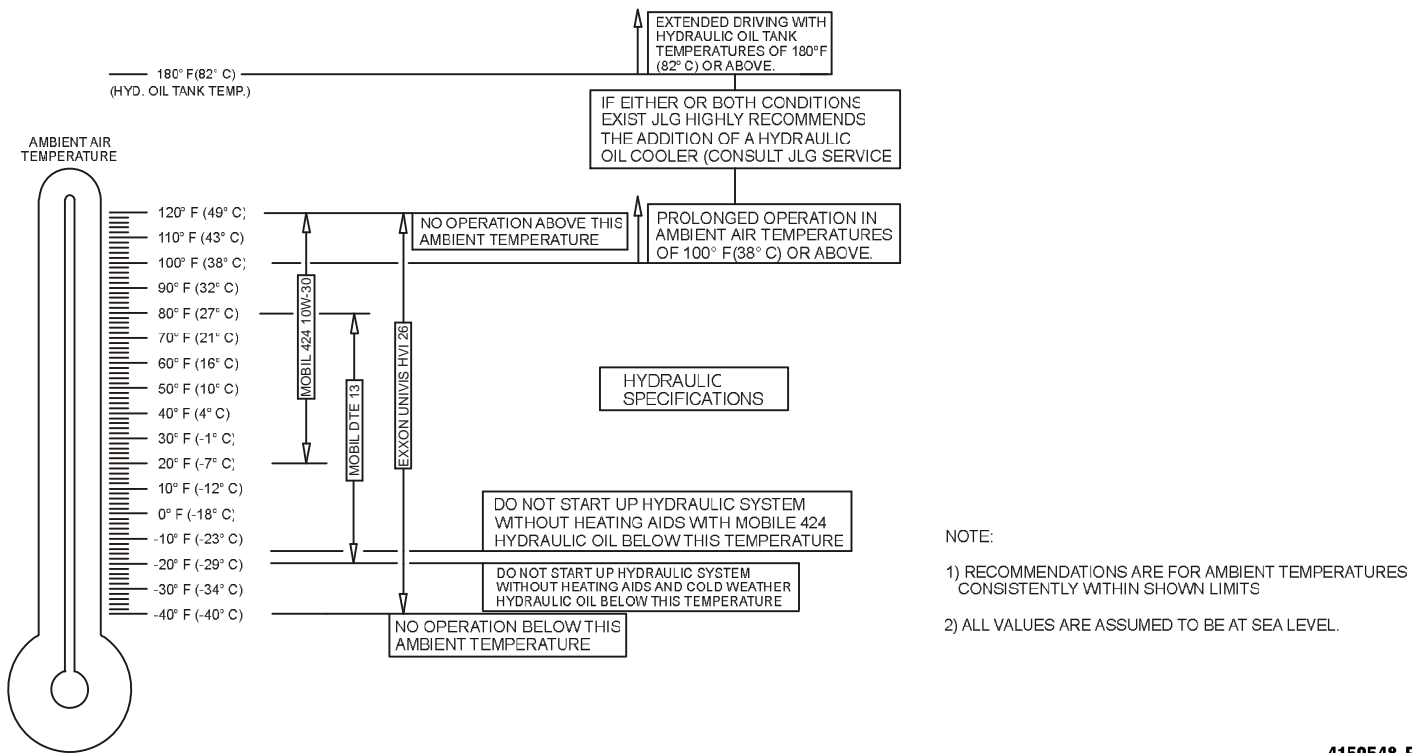 EXTENDED DRIVING WITH
HYDRAULIC OIL TANK
TEMPERATURES OF 180°F
(82° C) OR ABOVE.
180° F(82° C)
(HYD. OIL TANK TEMP.)
IF EITHER OR BOTH CONDITIONS
EXIST JLG HIGHLY RECOMMENDS
THE ADDITION OF A HYDRAULIC
OIL COOLER (CONSULT JLG SERVICE
AMBIENT AIR
TEMPERATURE
120° F (49° C)
110° F (43° C)
100° F (38° C)
90° F (32° C)
80° F (27° C)
70° F (21° C)
60° F (16° C)
50° F (10° C)
40° F (4° C)
30° F (-1° C)
20° F (-7° C)
10° F (-12° C)
0° F (-18° C)
-10° F (-23° C)
-20° F (-29° C)
-30° F (-34° C)
-40° F (-40° C)
MOBIL 424 10W-30
MOBIL DTE 13
EXXON UNIVIS HVI 26
NO OPERATION ABOVE THIS
AMBIENT TEMPERATURE
PROLONGED OPERATION IN
AMBIENT AIR TEMPERATURES
OF 100° F(38° C) OR ABOVE.
HYDRAULIC
SPECIFICATIONS
DO NOT START UP HYDRAULIC SYSTEM
WITHOUT HEATING AIDS WITH MOBILE 424
HYDRAULIC OIL BELOW THIS TEMPERATURE
DO NOT START UP HYDRAULIC SYSTEM
WITHOUT HEATING AIDS AND COLD WEATHER
HYDRAULIC OIL BELOW THIS TEMPERATURE
NO OPERATION BELOW THIS
AMBIENT TEMPERATURE
NOTE:
1) RECOMMENDATIONS ARE FOR AMBIENT TEMPERATURES
CONSISTENTLY WITHIN SHOWN LIMITS
2) ALL VALUES ARE ASSUMED TO BE AT SEA LEVEL.